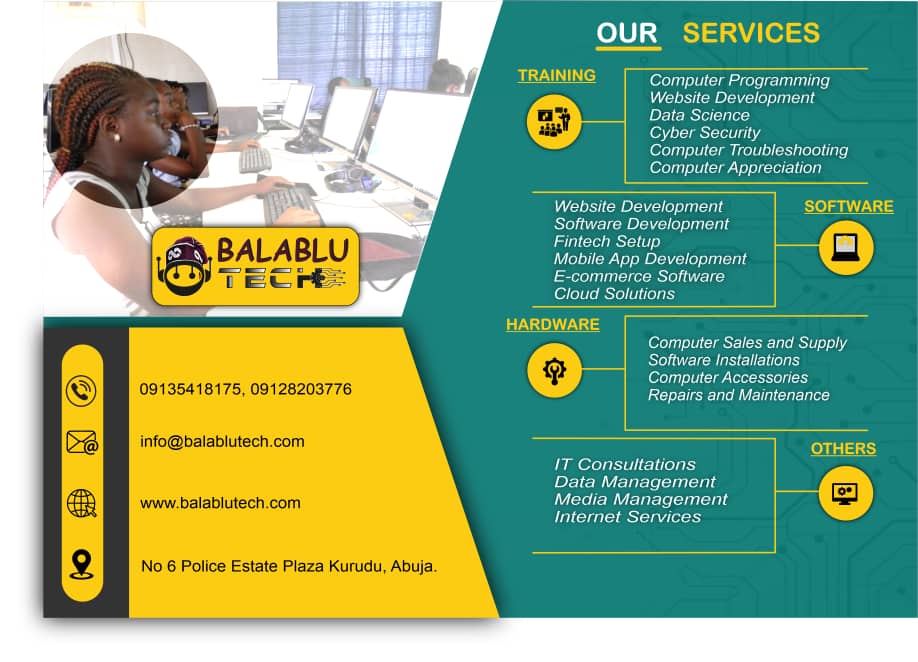 BALABLU
TECH
09135418175, 09128203776
info@balablutech.com
www.balablutech.com
No 6 Police Estate Plaza Kurudu, Abuja.
OUR SERVICES
TRAINING
Computer Programming
Website Development
Data Science
Cyber Security
Computer Troubleshooting
Computer Appreciation
SOFTWARE
Website Development
Software Development
Fintech Setup
Mobile App Development
E-commerce Software
Cloud Solutions
HARDWARE
Computer Sales and Supply
Software Installations
Computer Accessories
Repairs and Maintenance
OTHERS
IT Consultations
Data Management
Media Management
Internet Services